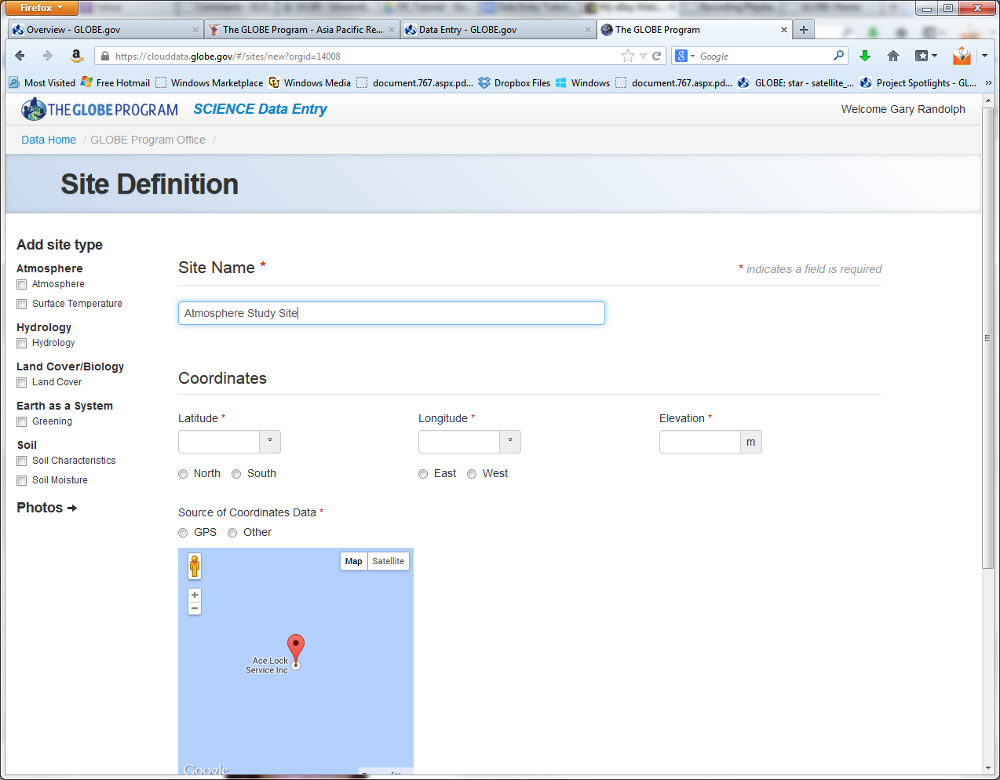 Firefox
Overview - GLOBE.gov
The GLOBE Program - Asia Pacific Re...
Data Entry - GLOBE.gov
The GLOBE Program
https://clouddata.globe.gov/#/sites/new?orgid=14008
Google
Most Visited
Free Hotmail
Windows Marketplace
Windows Media
document.767.aspx.pd...
Dropbox Files
Windows
document.767.aspx.pd...
GLOBE: star - satellite_...
Project Spotlights - GL...
THE GLOBE PROGRAM SCIENCE Data Entry
Welcome Gary Randolph
Data Home / GLOBE Program Office /
Site Definition
Add site type
Atmosphere
Atmosphere
Surface Temperature
Hydrology
Hydrology
Land Cover/Biology
Land Cover
Earth as a System
Greening
Soil
Soil Characteristics
Soil Moisture
Photos ➔
Site Name *
* indicates a field is required
Atmosphere Study Site
Coordinates
Latitude *
Longitude *
Elevation *
°
°
m
North South
East West
Source of Coordinates Data *
GPS Other
Map Satellite
+
−
Ace Lock
Service Inc
Google